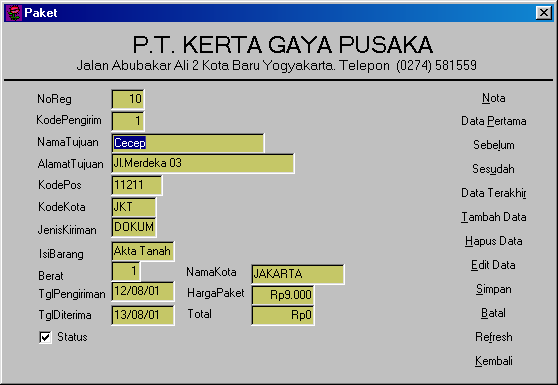 Paket
P.T. KERTA GAYA PUSAKA
Jalan Abubakar Ali 2 Kota Baru Yogyakarta. Telepon (0274) 581559
NoReg 10
KodePengirim 1
NamaTujuan Cecep
AlamatTujuan Jl.Merdeka 03
KodePos 11211
KodeKota JKT
JenisKiriman DOKUM
IsiBarang Akta Tanah
Berat 1 NamaKota JAKARTA
TglPengiriman 12/08/01 HargaPaket Rp9.000
TglDiterima 13/08/01 Total Rp0
Status
Nota
Data Pertama
Sebelum
Sesudah
Data Terakhir
Tambah Data
Hapus Data
Edit Data
Simpan
Batal
Refresh
Kembali